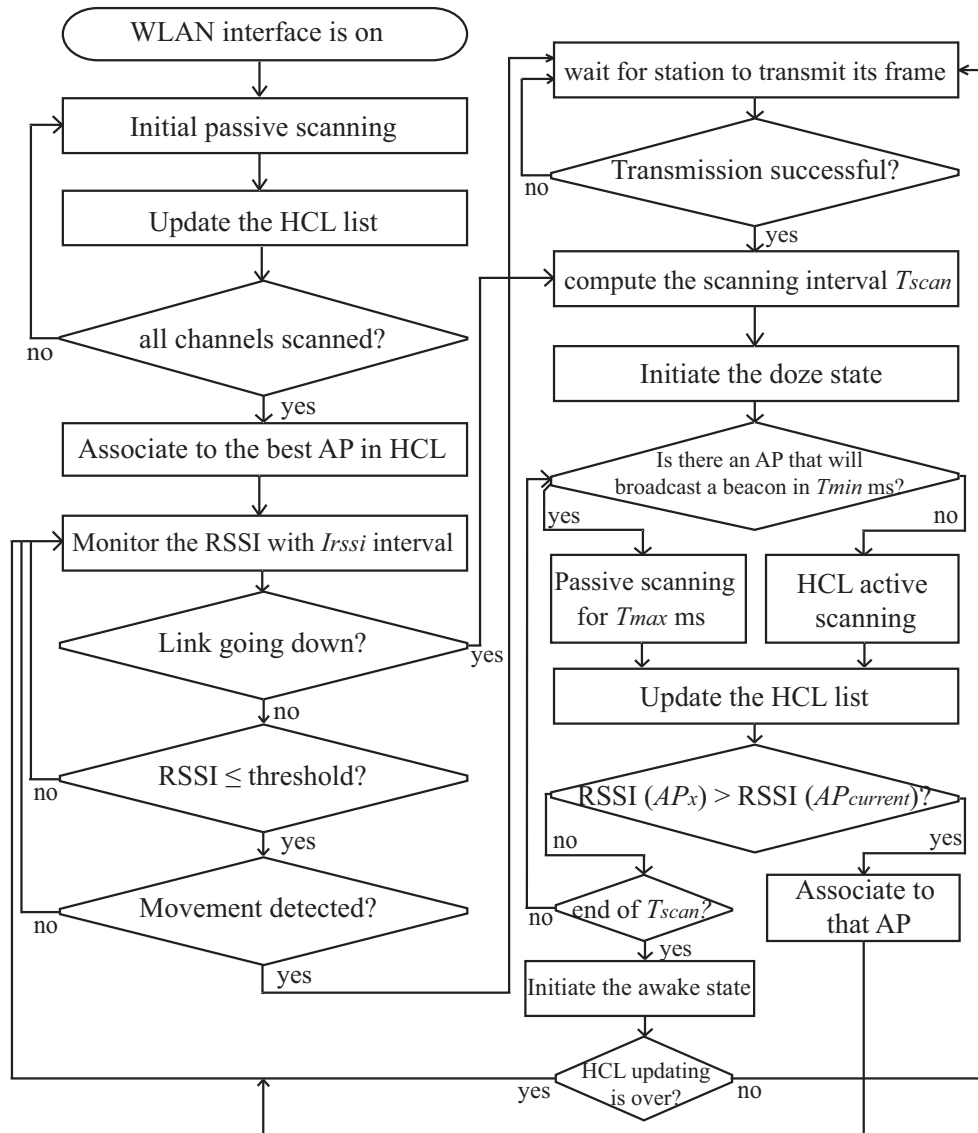 WLAN interface is on
Initial passive scanning
Update the HCL list
all channels scanned?
no
yes
Associate to the best AP in HCL
Monitor the RSSI with Irssi interval
Link going down?
yes
no
RSSI ≤ threshold?
no
yes
Movement detected?
no
yes
wait for station to transmit its frame
Transmission successful?
no
yes
compute the scanning interval Tscan
Initiate the doze state
Is there an AP that will
broadcast a beacon in Tmin ms?
yes
no
Passive scanning
for Tmax ms
HCL active
scanning
Update the HCL list
RSSI (APx) > RSSI (APcurrent)?
no
yes
end of Tscan?
no
yes
Associate to
that AP
Initiate the awake state
HCL updating
is over?
yes
no